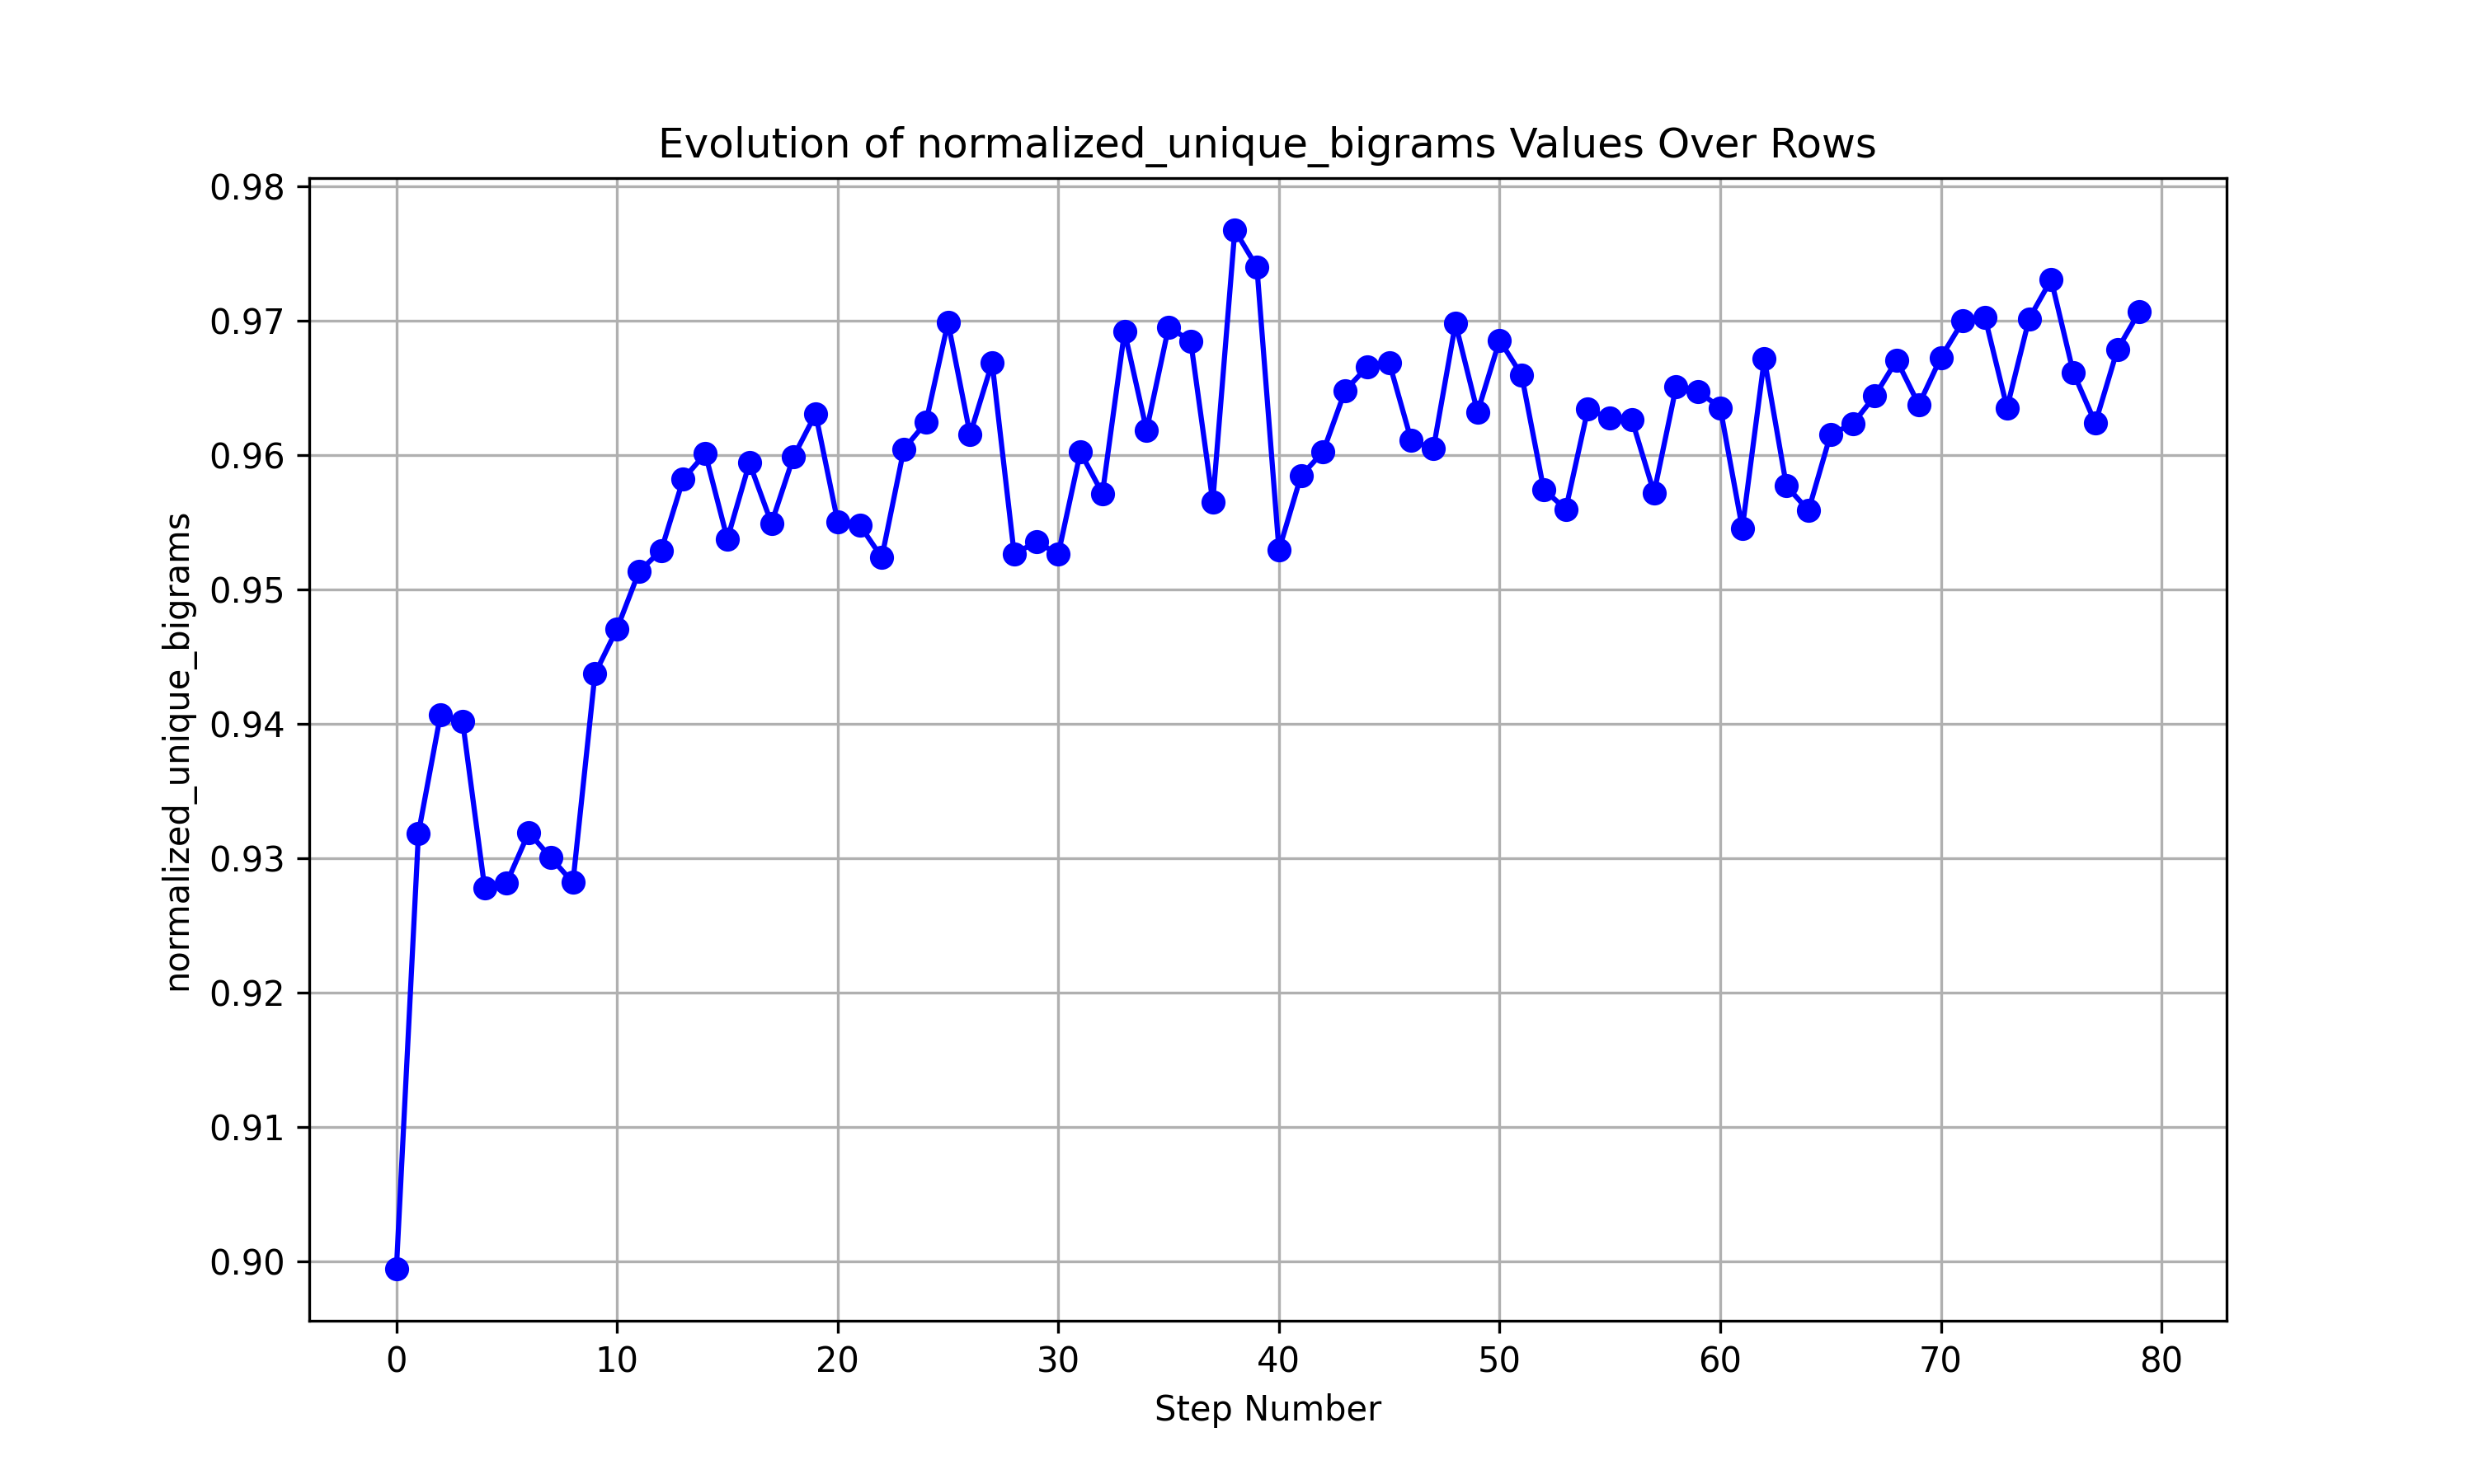 Evolution of normalized_unique_bigrams Values Over Rows
0.98
0.97
0.96
0.95
0.94
0.93
0.92
0.91
0.90
normalized_unique_bigrams
0 10 20 30 40 50 60 70 80
Step Number